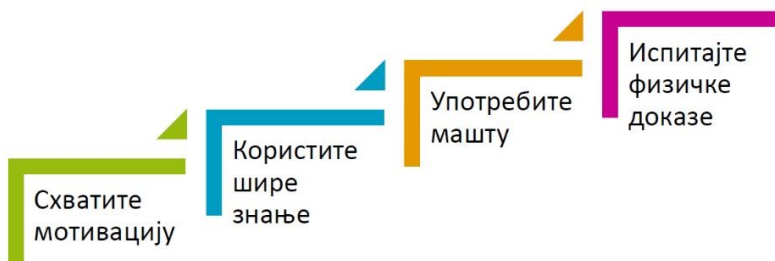 Схватите
мотивацију
Користите
шире
знање
Употребите
машту
Испитајте
физичке
доказе